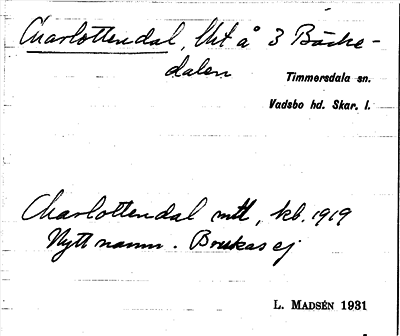 Charlottendal, lht å 3 Bäcke-
dalen
Timmersdala sn.
Vadsbo hd. Skar. l.
Charlottendal mtl, kb. 1919
Nytt namn. Brukas ej
L. MADSÉN 1931